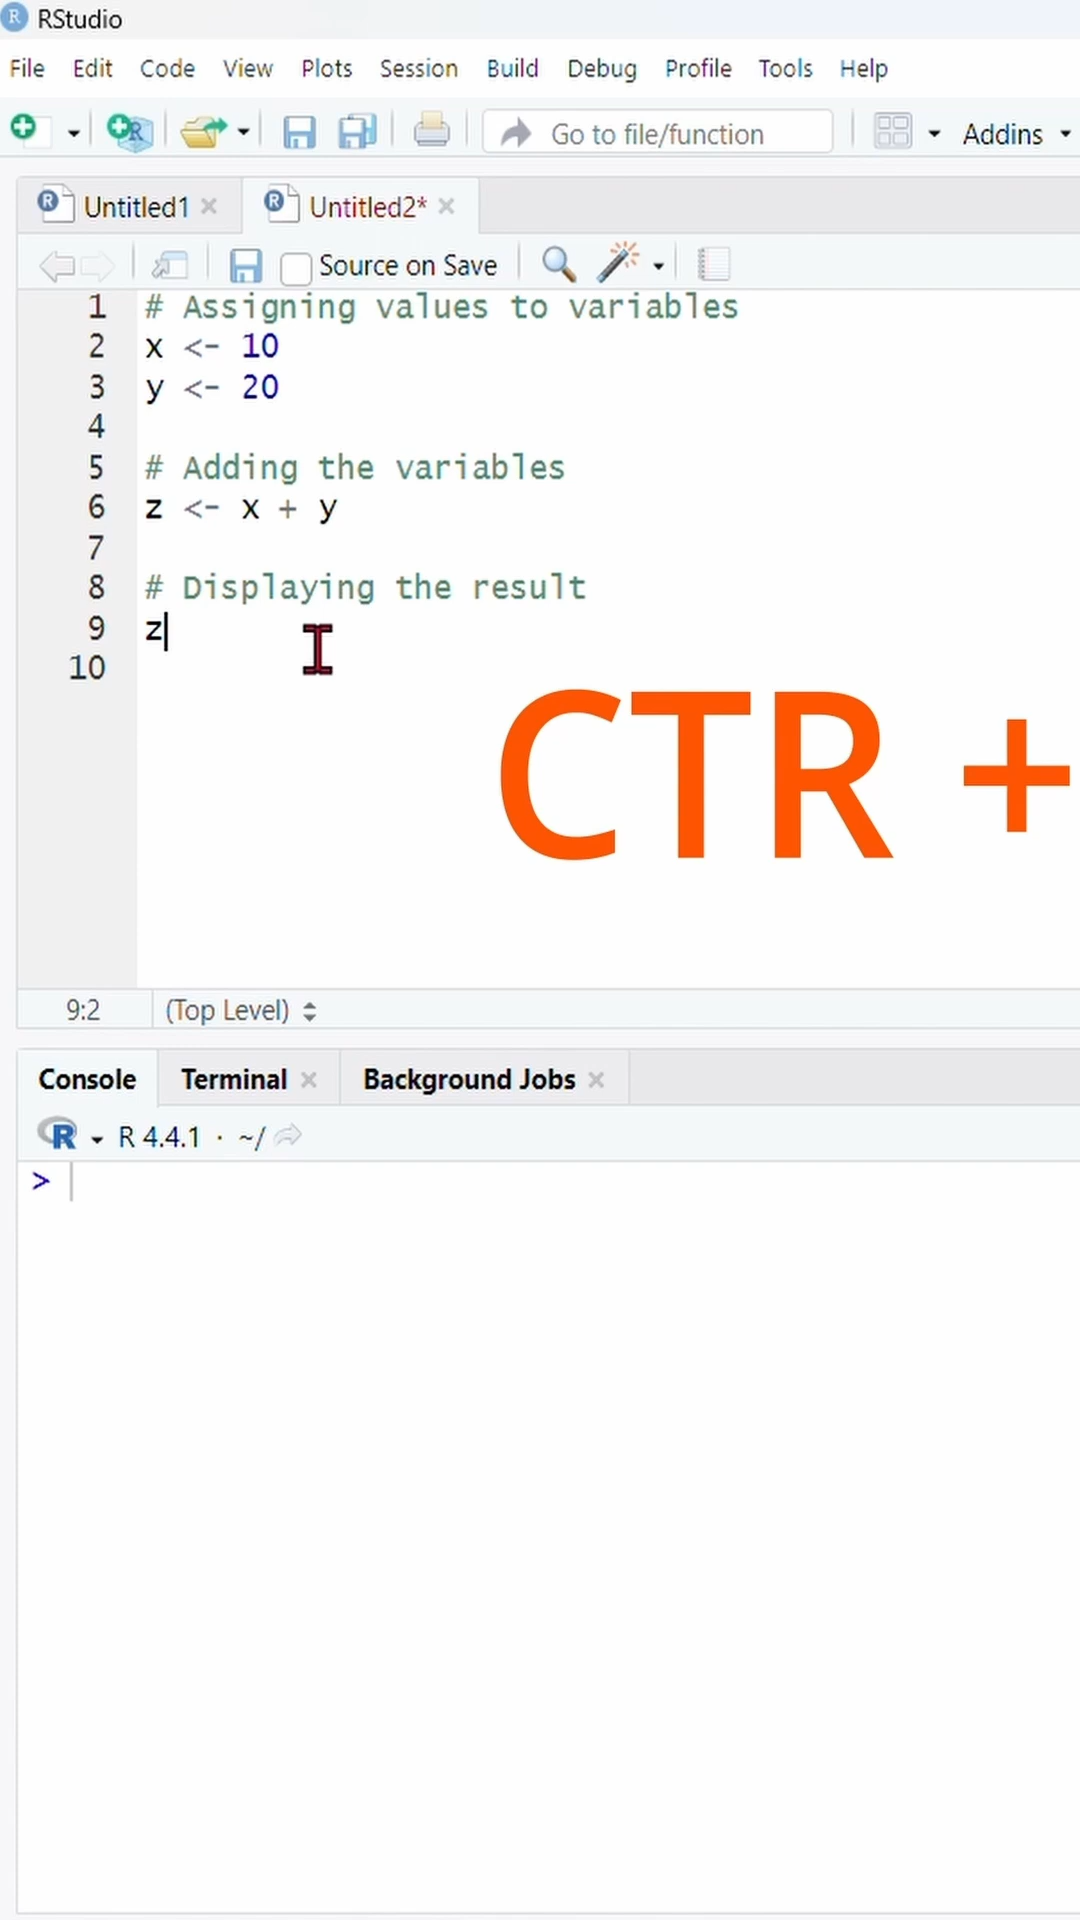 RStudio
File Edit Code View Plots Session Build Debug Profile Tools Help
Go to file/function Addins
Untitled1 Untitled2*
Source on Save
1 # Assigning values to variables
2 x <- 10
3 y <- 20
4
5 # Adding the variables
6 z <- x + y
7
8 # Displaying the result
9 z
10
CTR +
9:2 (Top Level)
Console Terminal Background Jobs
R 4.4.1 · ~/
>